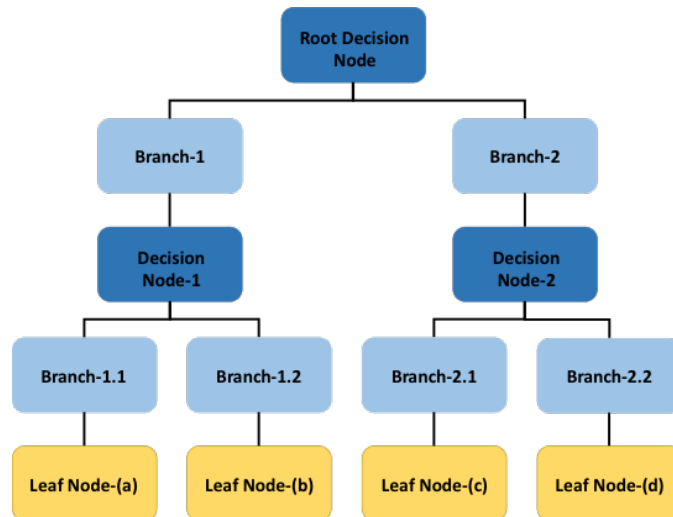 Root Decision
Node
Branch-1
Branch-2
Decision
Node-1
Decision
Node-2
Branch-1.1
Branch-1.2
Branch-2.1
Branch-2.2
Leaf Node-(a)
Leaf Node-(b)
Leaf Node-(c)
Leaf Node-(d)